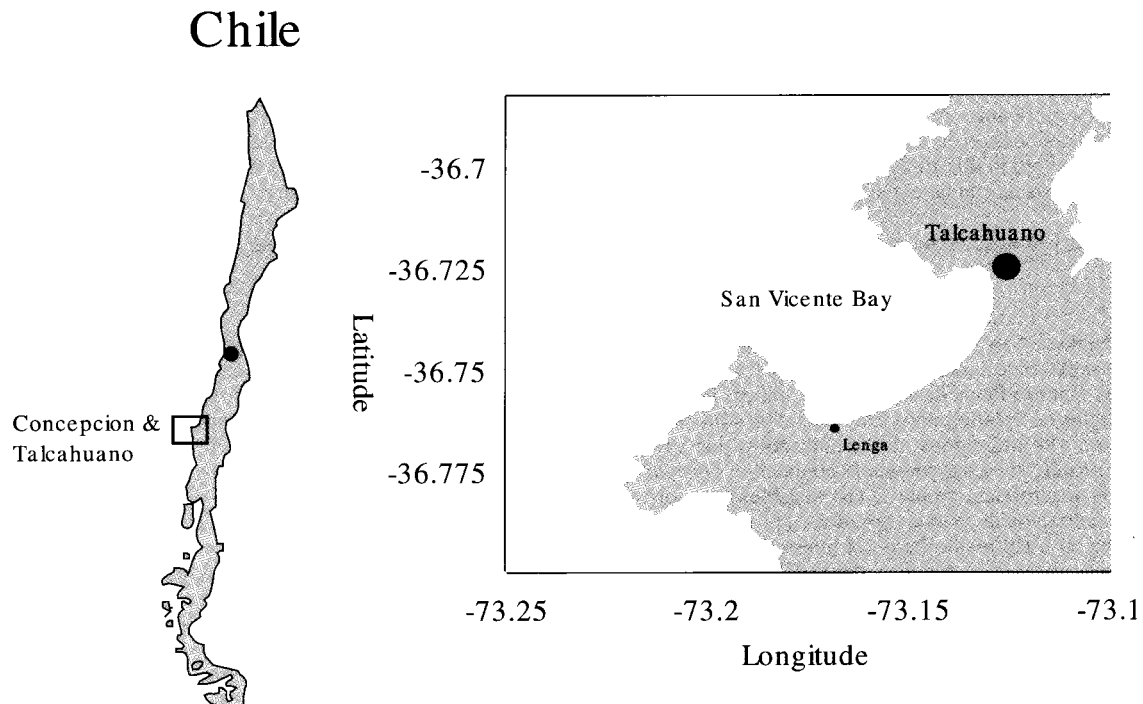 Chile
Concepcion &
Talcahuano
Latitude
-36.7
-36.725
-36.75
-36.775
Talcahuano
San Vicente Bay
Lenga
-73.25
-73.2
-73.15
-73.1
Longitude